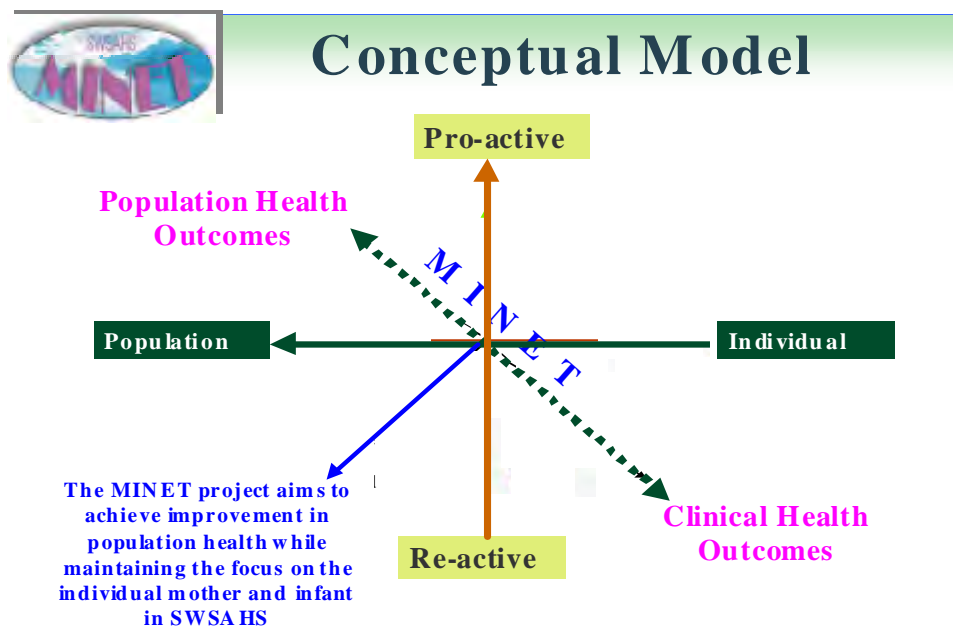 SWSAHS
MINET
Conceptual Model
Pro-active
Population Health
Outcomes
MINET
Population
Individual
The MINET project aims to
achieve improvement in
population health while
maintaining the focus on the
individual mother and infant
in SWSAHS
Clinical Health
Outcomes
Re-active